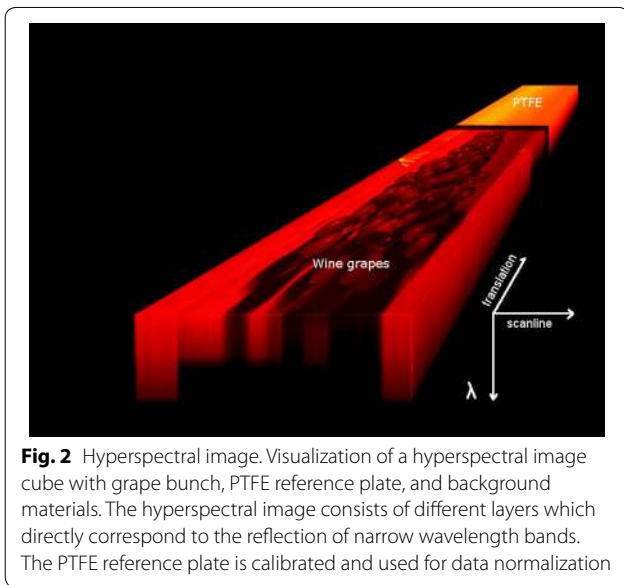 PTFE
Wine grapes
translation
scanline
λ
Fig. 2 Hyperspectral image. Visualization of a hyperspectral image
cube with grape bunch, PTFE reference plate, and background
materials. The hyperspectral image consists of different layers which
directly correspond to the reflection of narrow wavelength bands.
The PTFE reference plate is calibrated and used for data normalization